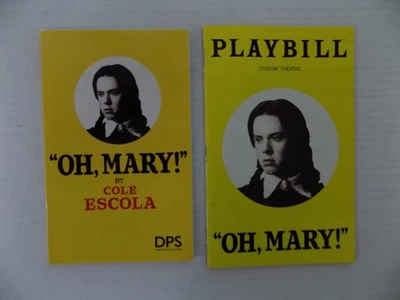 "OH, MARY!"
BY
COLE
ESCOLA
DPS
PLAYBILL
LYCEUM THEATRE
"OH, MARY!"